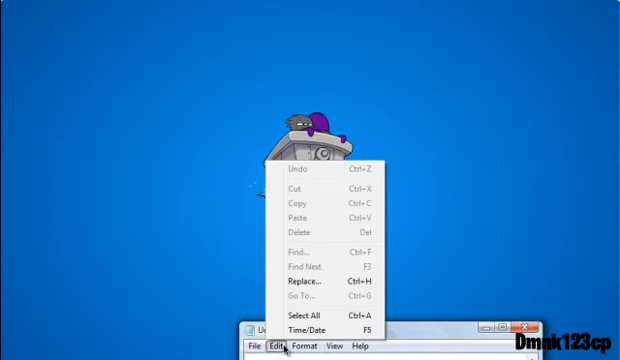 Undo Ctrl+Z
Cut Ctrl+X
Copy Ctrl+C
Paste Ctrl+V
Delete Del
Find... Ctrl+F
Find Next F3
Replace... Ctrl+H
Go To... Ctrl+G
Select All Ctrl+A
Time/Date F5
File Edit Format View Help
Dmnk123cp